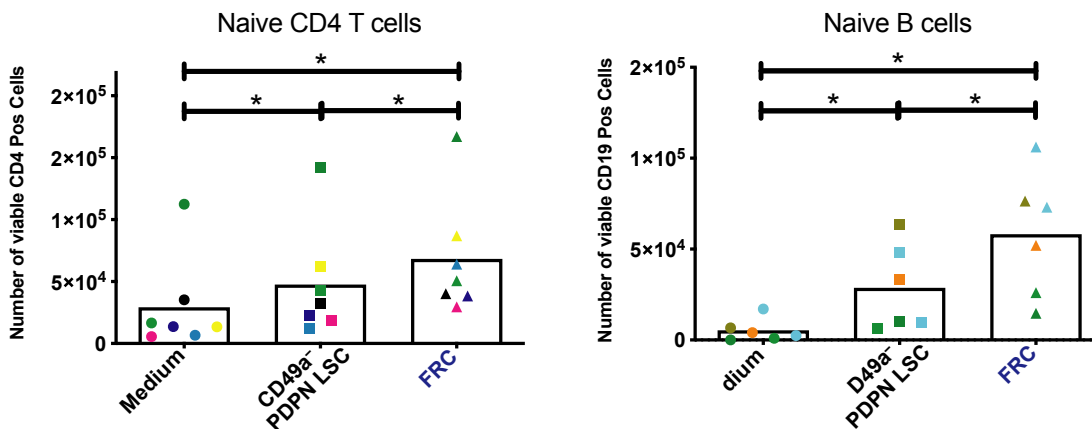 Naive CD4 T cells
Number of viable CD4 Pos Cells
2×10⁵
2×10⁵
1×10⁵
5×10⁴
0
*
*
*
Medium
CD49a⁻
PDPN LSC
FRC
Naive B cells
Number of viable CD19 Pos Cells
2×10⁵
1×10⁵
5×10⁴
0
*
*
*
dium
D49a⁻
PDPN LSC
FRC